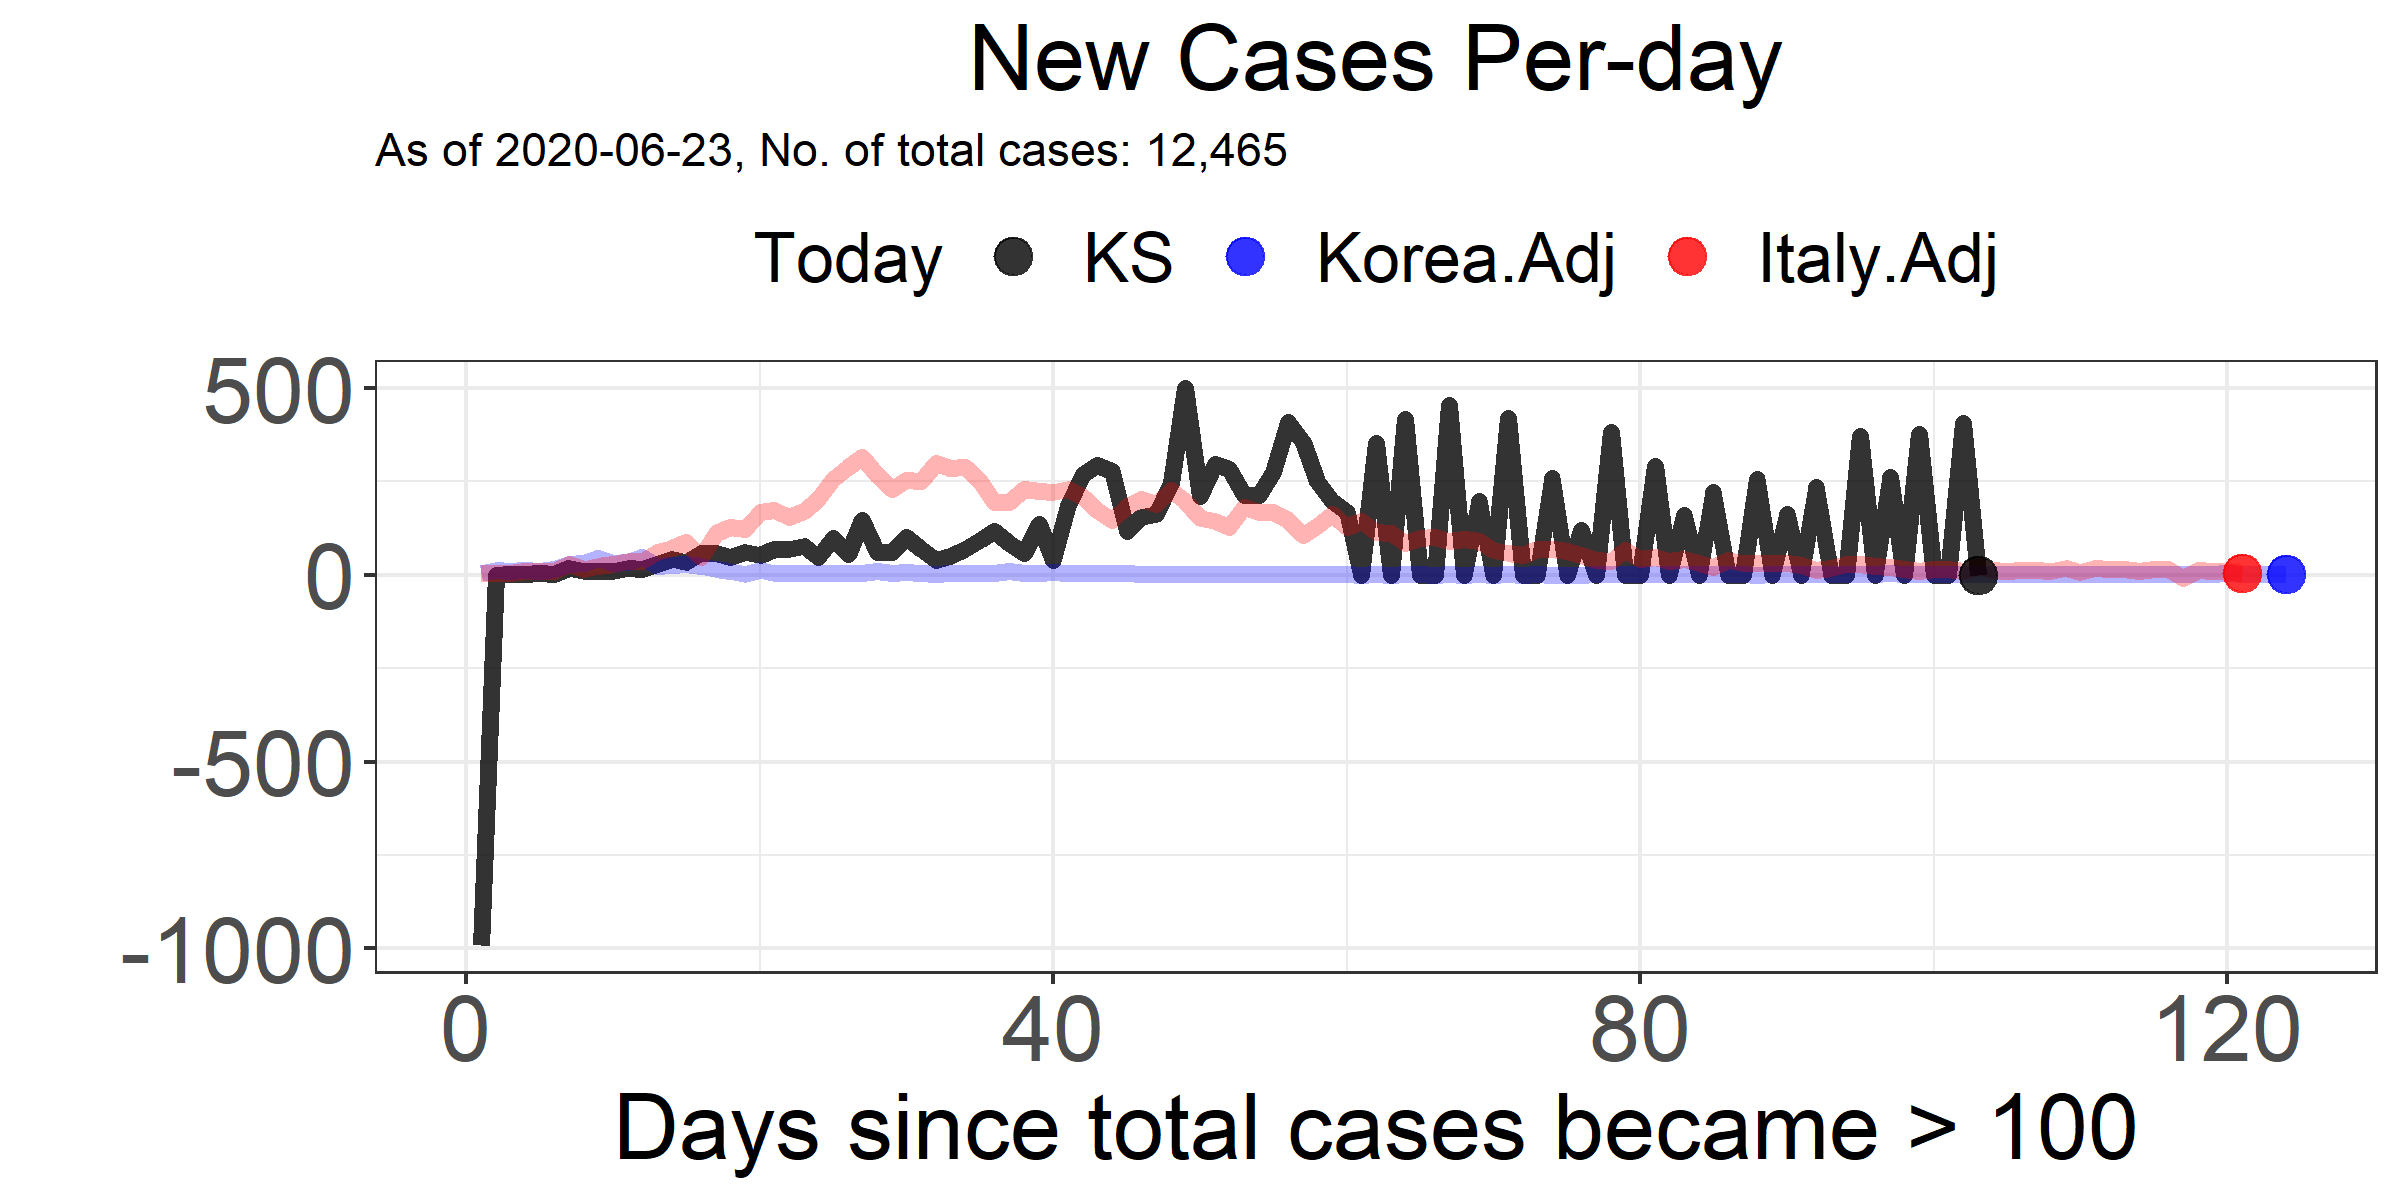 New Cases Per-day
As of 2020-06-23, No. of total cases: 12,465
Today KS Korea.Adj Italy.Adj
500
0
-500
-1000
0 40 80 120
Days since total cases became > 100